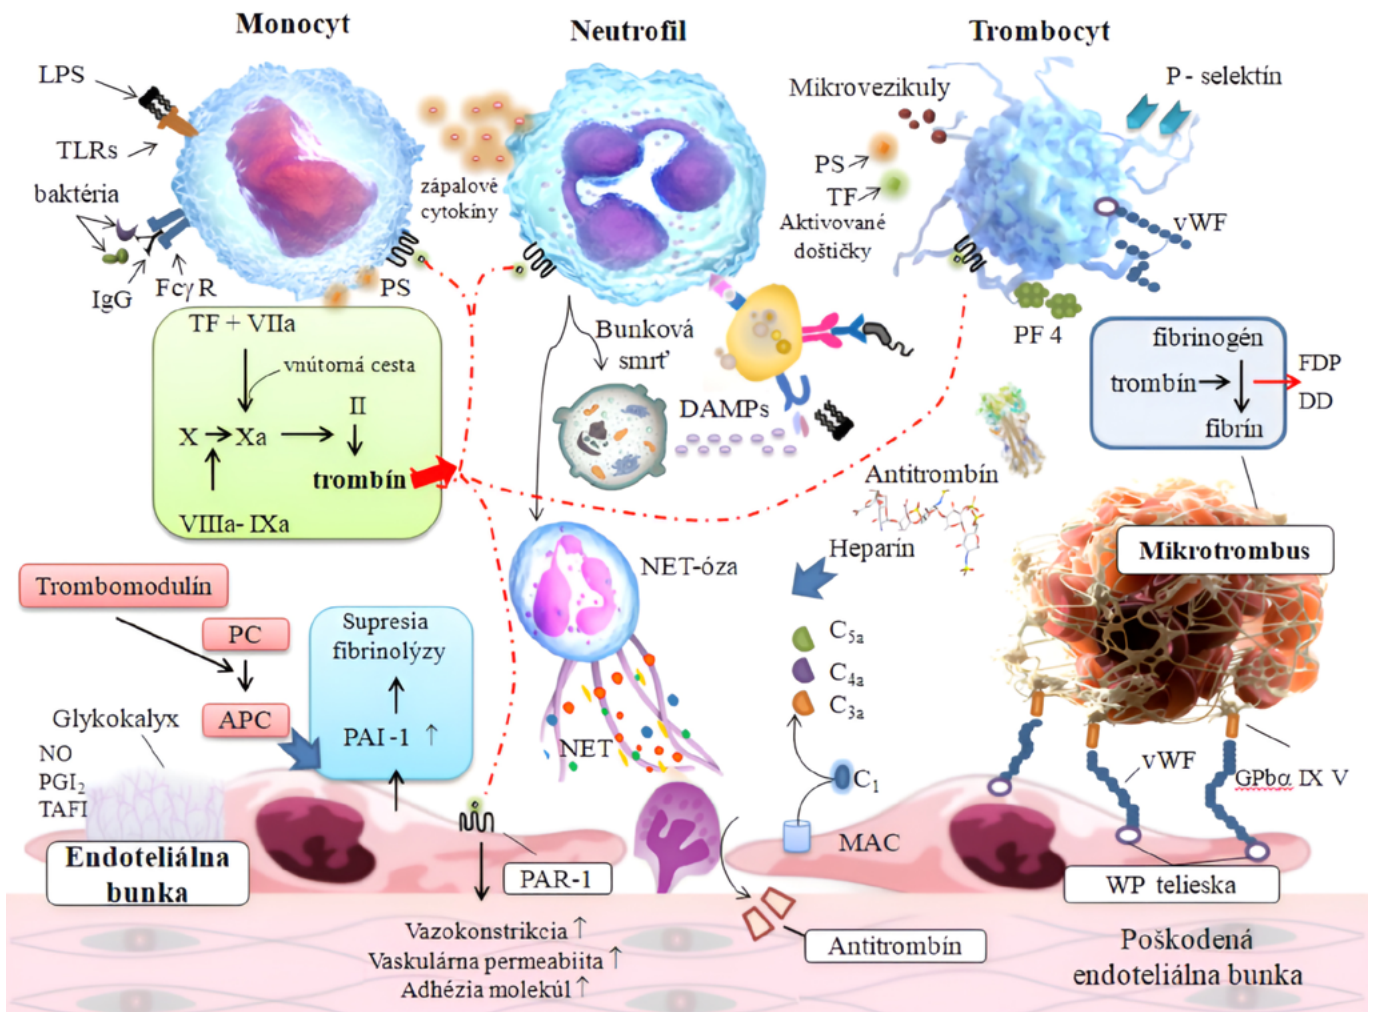 Monocyt
Neutrofil
Trombocyt
LPS
TLRs
baktéria
IgG
FcγR
PS
zápalové
cytokíny
Mikrovezikuly
P - selektín
PS
TF
Aktivované
doštičky
vWF
PF 4
TF + VIIa
vnútorná cesta
II
X
Xa
trombín
VIIIa- IXa
Bunková
smrť
DAMPs
fibrinogén
trombín
fibrín
FDP
DD
Antitrombín
Heparín
Mikrotrombus
NET-óza
NET
Trombomodulín
PC
APC
Supresia
fibrinolýzy
PAI-1 ↑
Glykokalyx
NO
PGI₂
TAFI
C₅ₐ
C₄ₐ
C₃ₐ
C₁
MAC
vWF
GPbα IX V
Endoteliálna
bunka
PAR-1
WP telieska
Vazokonstrikcia ↑
Vaskulárna permeabiita ↑
Adhézia molekúl ↑
Antitrombín
Poškodená
endoteliálna bunka